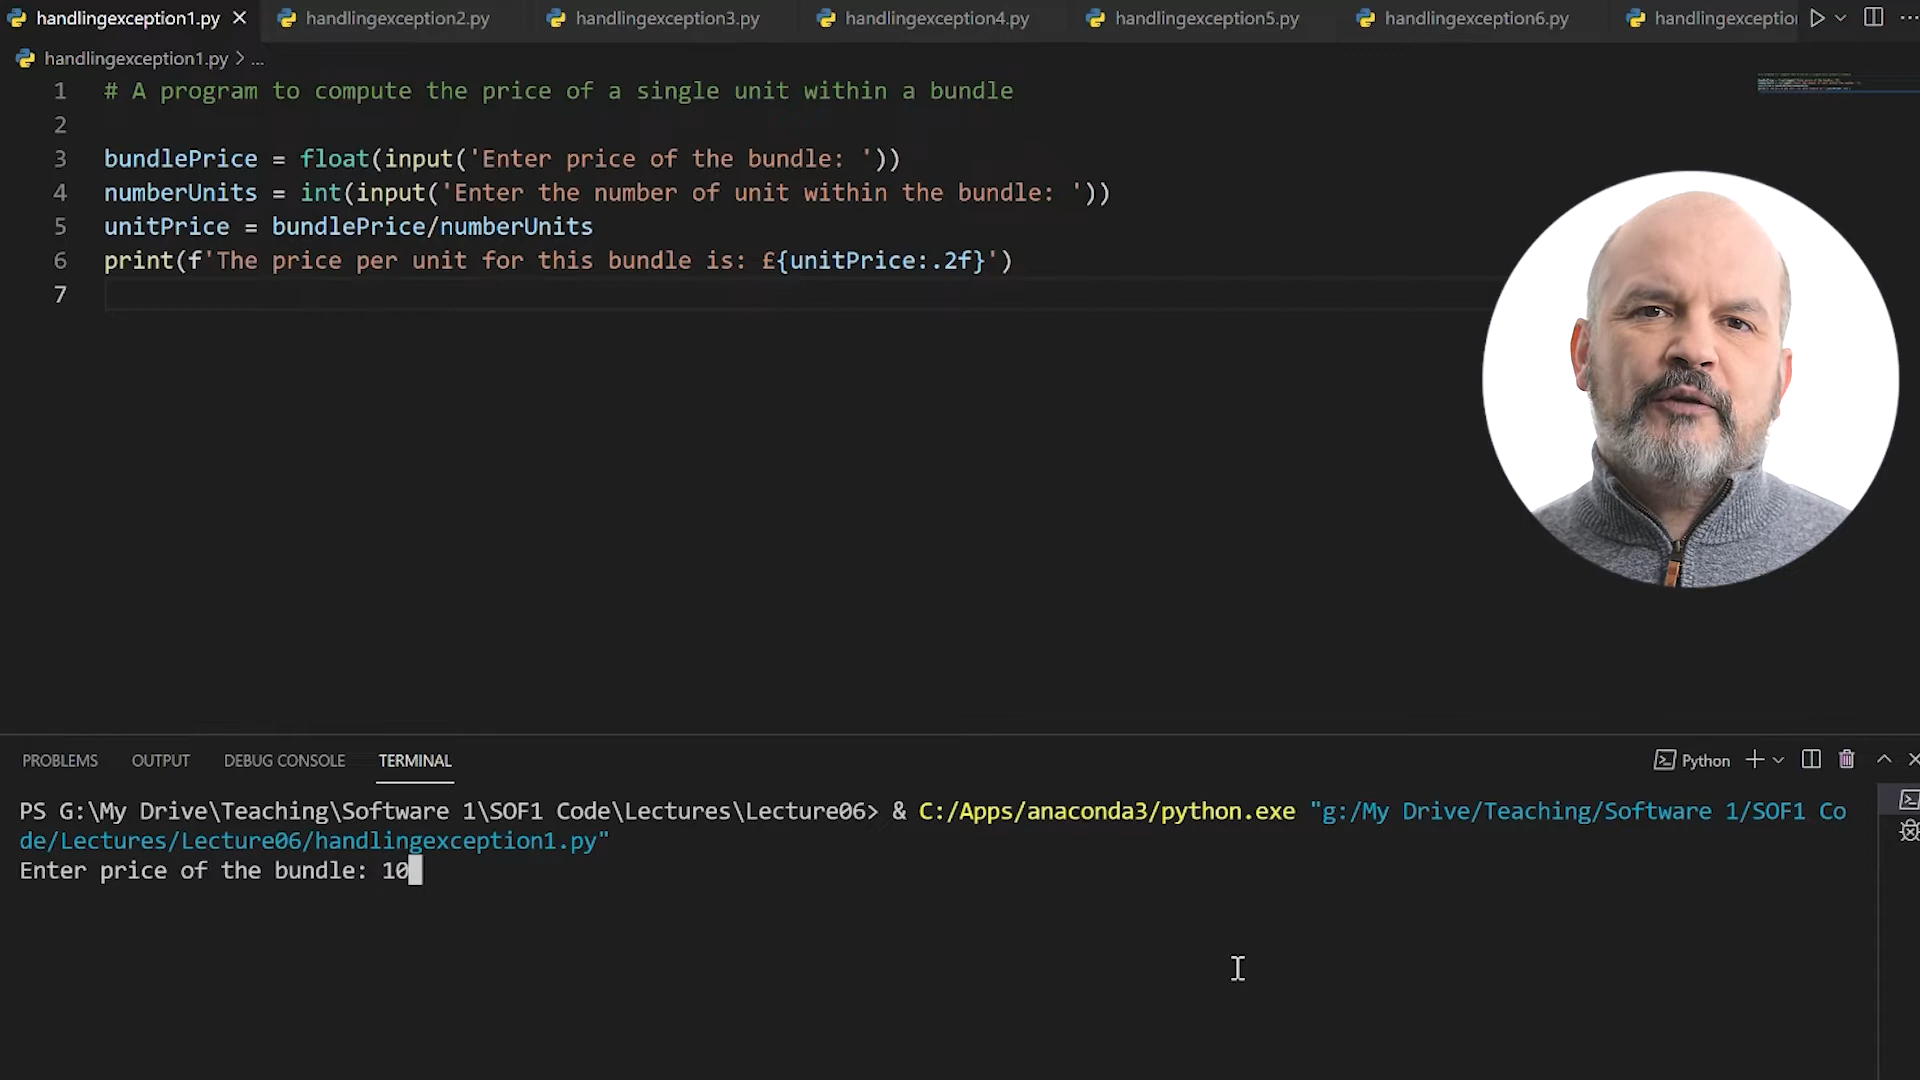 handlingexception1.py
handlingexception2.py
handlingexception3.py
handlingexception4.py
handlingexception5.py
handlingexception6.py
handlingexceptio
handlingexception1.py > ...
1 # A program to compute the price of a single unit within a bundle
2
3 bundlePrice = float(input('Enter price of the bundle: '))
4 numberUnits = int(input('Enter the number of unit within the bundle: '))
5 unitPrice = bundlePrice/numberUnits
6 print(f'The price per unit for this bundle is: £{unitPrice:.2f}')
7
PROBLEMS OUTPUT DEBUG CONSOLE TERMINAL
Python
PS G:\My Drive\Teaching\Software 1\SOF1 Code\Lectures\Lecture06> & C:/Apps/anaconda3/python.exe "g:/My Drive/Teaching/Software 1/SOF1 Co
de/Lectures/Lecture06/handlingexception1.py"
Enter price of the bundle: 10